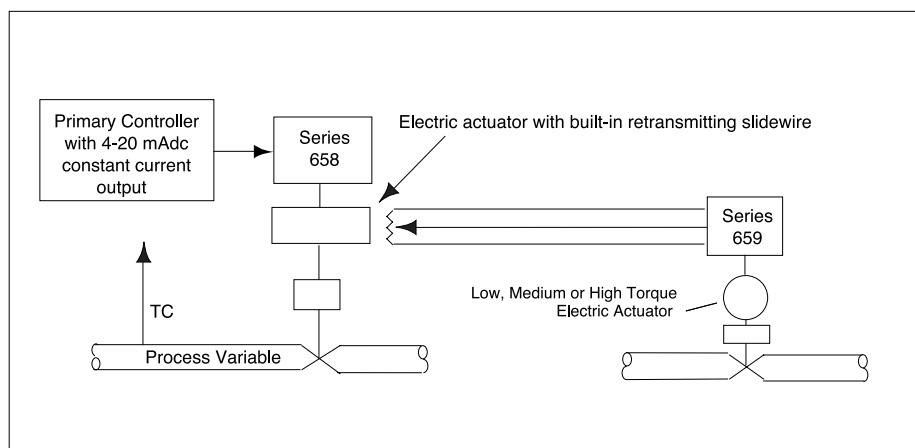 Primary Controller
with 4-20 mAdc
constant current
output
Series
658
Electric actuator with built-in retransmitting slidewire
Series
659
Low, Medium or High Torque
Electric Actuator
TC
Process Variable